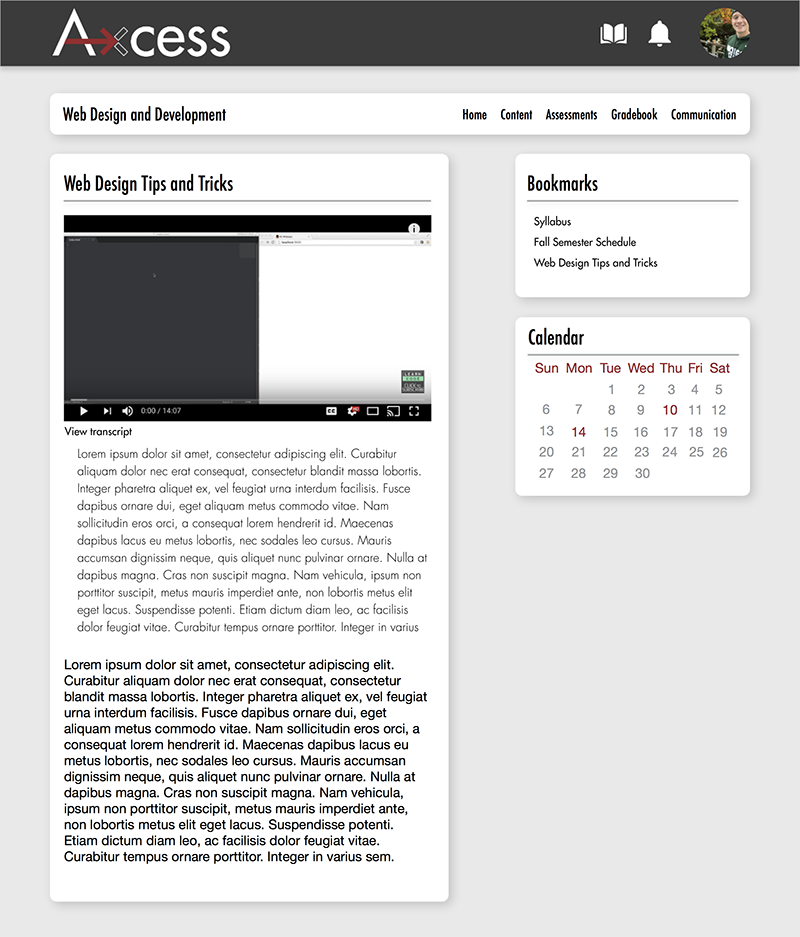 Axcess
Web Design and Development
Home Content Assessments Gradebook Communication
Web Design Tips and Tricks
0:00 / 14:07
CC
View transcript
Lorem ipsum dolor sit amet, consectetur adipiscing elit. Curabitur
aliquam dolor nec erat consequat, consectetur blandit massa lobortis.
Integer pharetra aliquet ex, vel feugiat urna interdum facilisis. Fusce
dapibus ornare dui, eget aliquam metus commodo vitae. Nam
sollicitudin eros orci, a consequat lorem hendrerit id. Maecenas
dapibus lacus eu metus lobortis, nec sodales leo cursus. Mauris
accumsan dignissim neque, quis aliquet nunc pulvinar ornare. Nulla at
dapibus magna. Cras non suscipit magna. Nam vehicula, ipsum non
porttitor suscipit, metus mauris imperdiet ante, non lobortis metus elit
eget lacus. Suspendisse potenti. Etiam dictum diam leo, ac facilisis
dolor feugiat vitae. Curabitur tempus ornare porttitor. Integer in varius
Lorem ipsum dolor sit amet, consectetur adipiscing elit.
Curabitur aliquam dolor nec erat consequat, consectetur
blandit massa lobortis. Integer pharetra aliquet ex, vel feugiat
urna interdum facilisis. Fusce dapibus ornare dui, eget
aliquam metus commodo vitae. Nam sollicitudin eros orci, a
consequat lorem hendrerit id. Maecenas dapibus lacus eu
metus lobortis, nec sodales leo cursus. Mauris accumsan
dignissim neque, quis aliquet nunc pulvinar ornare. Nulla at
dapibus magna. Cras non suscipit magna. Nam vehicula,
ipsum non porttitor suscipit, metus mauris imperdiet ante,
non lobortis metus elit eget lacus. Suspendisse potenti.
Etiam dictum diam leo, ac facilisis dolor feugiat vitae.
Curabitur tempus ornare porttitor. Integer in varius sem.
Bookmarks
Syllabus
Fall Semester Schedule
Web Design Tips and Tricks
Calendar
Sun Mon Tue Wed Thu Fri Sat
1 2 3 4 5
6 7 8 9 10 11 12
13 14 15 16 17 18 19
20 21 22 23 24 25 26
27 28 29 30